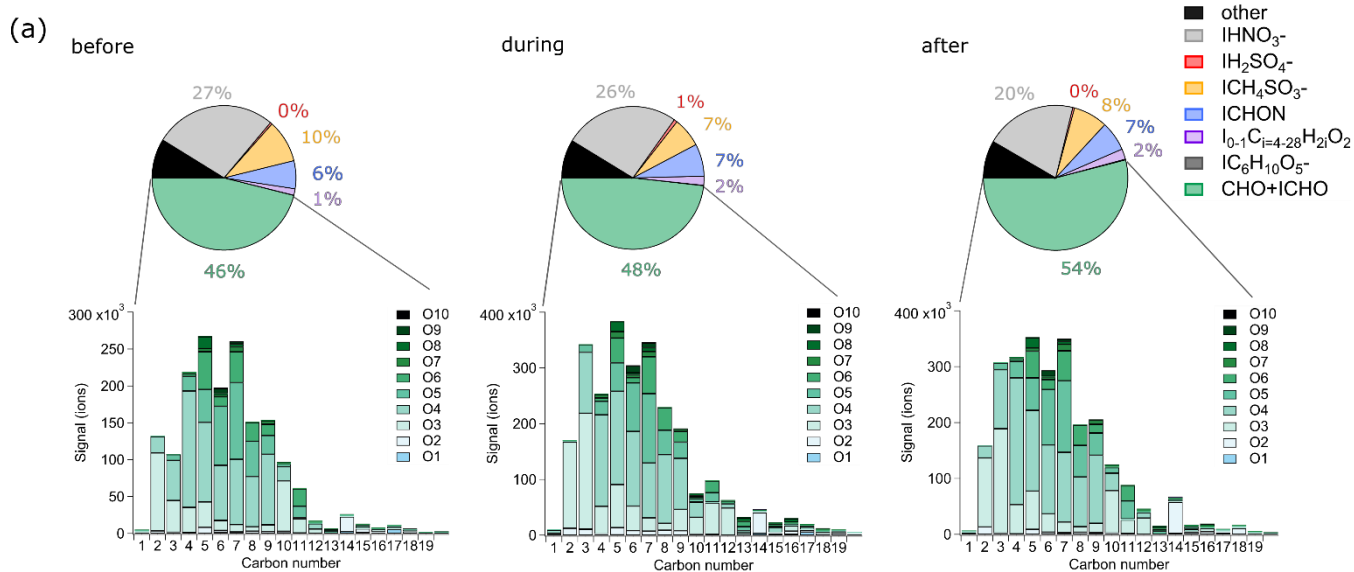 (a)
before
during
after
other
IHNO3-
IH2SO4-
ICH4SO3-
ICHON
I0-1Ci=4-28H2iO2
IC6H10O5-
CHO+ICHO
27%
0%
10%
6%
1%
46%
26%
1%
7%
7%
2%
48%
20%
0%
8%
7%
2%
54%
300 x10³
250
200
150
100
50
0
Signal (ions)
1 2 3 4 5 6 7 8 9 10 11 12 13 14 15 16 17 18 19
Carbon number
O10
O9
O8
O7
O6
O5
O4
O3
O2
O1
400 x10³
300
200
100
0
Signal (ions)
1 2 3 4 5 6 7 8 9 10 11 12 13 14 15 16 17 18 19
Carbon number
O10
O9
O8
O7
O6
O5
O4
O3
O2
O1
400 x10³
300
200
100
0
Signal (ions)
1 2 3 4 5 6 7 8 9 10 11 12 13 14 15 16 17 18 19
Carbon number
O10
O9
O8
O7
O6
O5
O4
O3
O2
O1